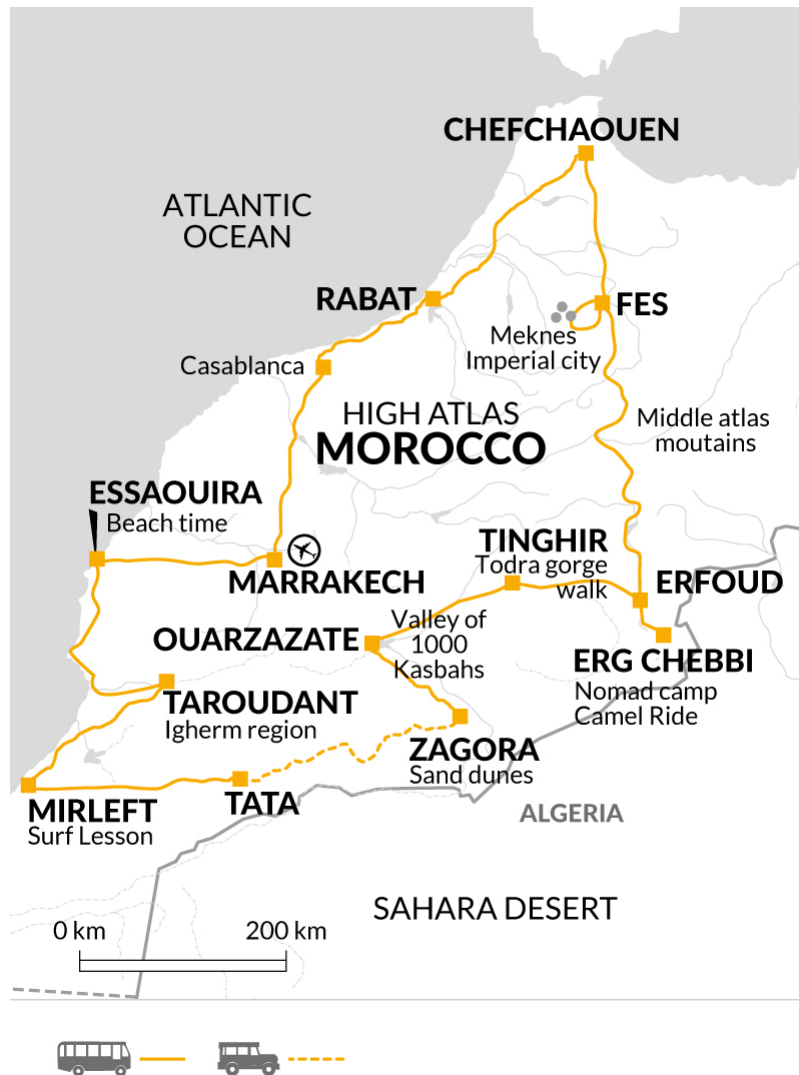 CHEFCHAOUEN
ATLANTIC
OCEAN
RABAT
FES
Meknes
Imperial city
Casablanca
HIGH ATLAS
MOROCCO
Middle atlas
moutains
ESSAOUIRA
Beach time
MARRAKECH
TINGHIR
Todra gorge
walk
ERFOUD
OUARZAZATE
Valley of
1000
Kasbahs
ERG CHEBBI
Nomad camp
Camel Ride
TAROUDANT
Igherm region
ZAGORA
Sand dunes
MIRLEFT
Surf Lesson
TATA
ALGERIA
SAHARA DESERT
0 km
200 km